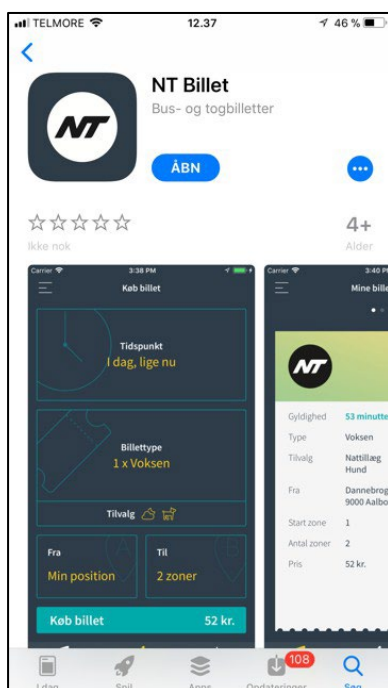 TELMORE 12.37 46 %
NT Billet
Bus- og togbilletter
NT
ÅBN
4+
Ikke nok
Alder
Carrier 3:38 PM
Køb billet
Tidspunkt
I dag, lige nu
Billettype
1 x Voksen
Tilvalg
Fra
Min position
Til
2 zoner
Køb billet 52 kr.
Carrier 3:40 P
Mine bille
NT
Gyldighed 53 minutte
Type Voksen
Tilvalg Nattillæg
Hund
Fra Dannebrog
9000 Aalbo
Start zone 1
Antal zoner 2
Pris 52 kr.
108
I dag Spil Apps Opdateringer Søg